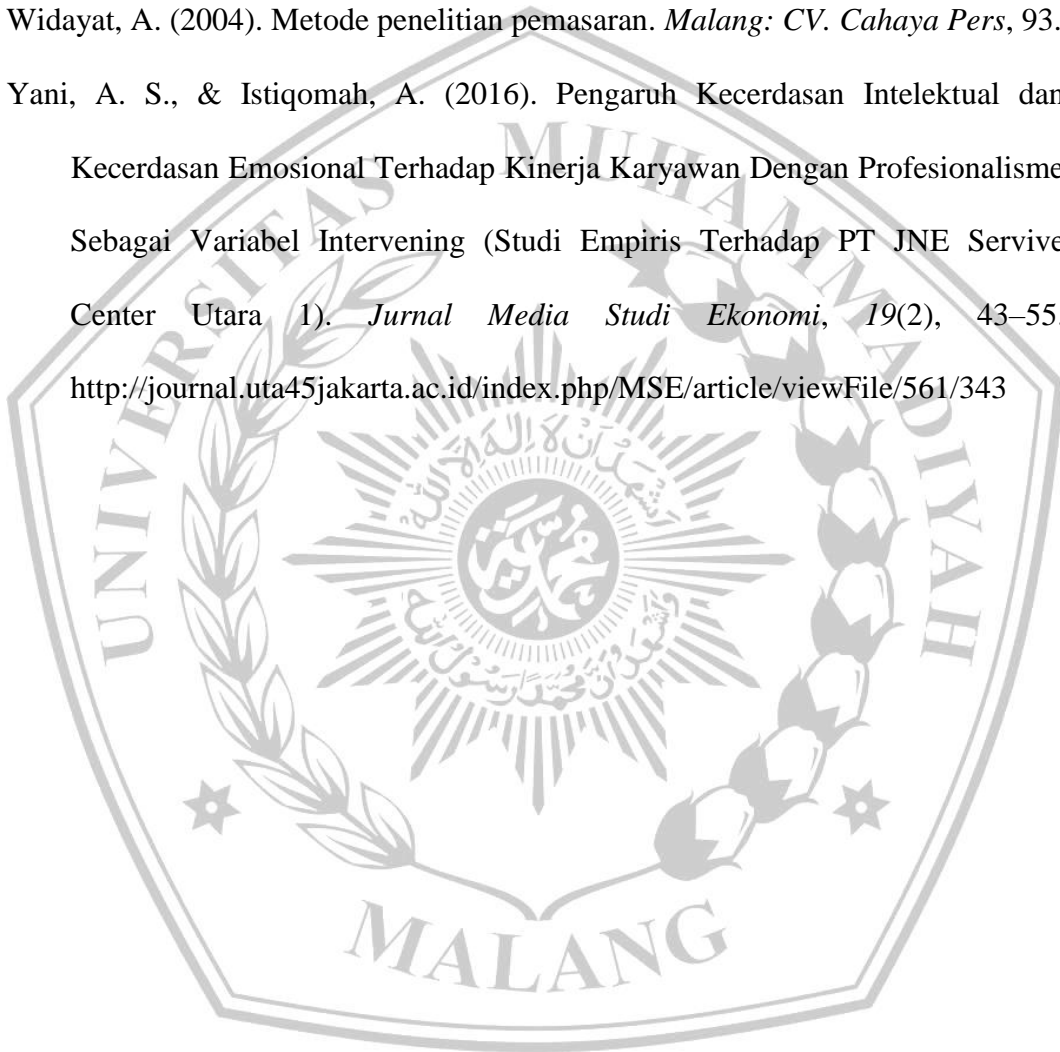 Widayat, A. (2004). Metode penelitian pemasaran. Malang: CV. Cahaya Pers, 93.
Yani, A. S., & Istiqomah, A. (2016). Pengaruh Kecerdasan Intelektual dan
Kecerdasan Emosional Terhadap Kinerja Karyawan Dengan Profesionalisme
Sebagai Variabel Intervening (Studi Empiris Terhadap PT JNE Servive
Center Utara 1). Jurnal Media Studi Ekonomi, 19(2), 43–55.
http://journal.uta45jakarta.ac.id/index.php/MSE/article/viewFile/561/343
UNIVERSITAS MUHAMMADIYAH
MALANG